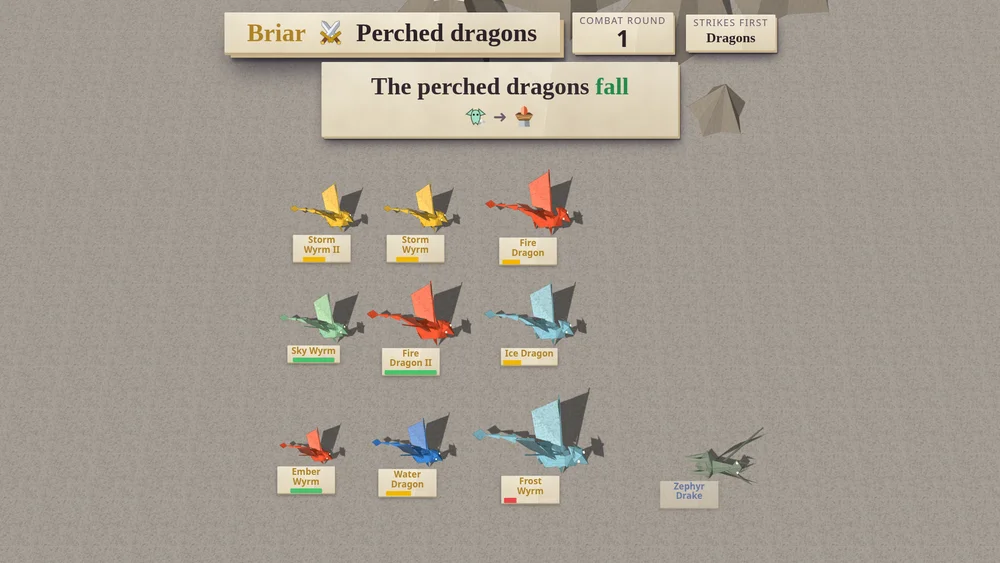 Briar ⚔ Perched dragons
COMBAT ROUND
1
STRIKES FIRST
Dragons
The perched dragons fall
→
Storm
Wyrm II
Storm
Wyrm
Fire
Dragon
Sky Wyrm
Fire
Dragon II
Ice Dragon
Ember
Wyrm
Water
Dragon
Frost
Wyrm
Zephyr
Drake